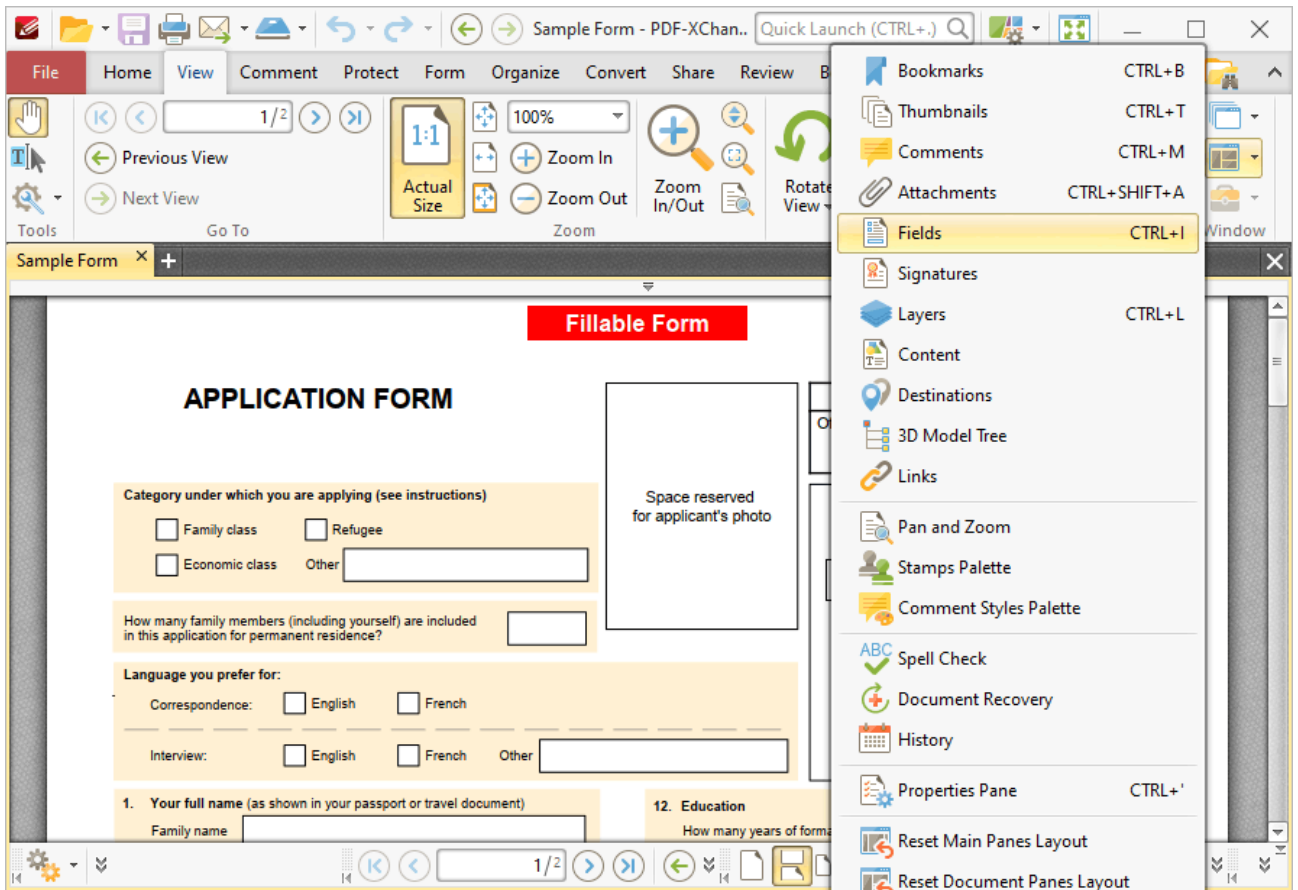 Sample Form - PDF-XChan..
Quick Launch (CTRL+.)
File Home View Comment Protect Form Organize Convert Share Review B
1/2
Previous View
Next View
Tools
Go To
1:1
Actual
Size
100%
Zoom In
Zoom Out
Zoom
In/Out
Zoom
Rotate
View
Window
Bookmarks CTRL+B
Thumbnails CTRL+T
Comments CTRL+M
Attachments CTRL+SHIFT+A
Fields CTRL+I
Signatures
Layers CTRL+L
Content
Destinations
3D Model Tree
Links
Pan and Zoom
Stamps Palette
Comment Styles Palette
ABC
Spell Check
Document Recovery
History
Properties Pane CTRL+'
Reset Main Panes Layout
Reset Document Panes Layout
Sample Form
Fillable Form
APPLICATION FORM
Category under which you are applying (see instructions)
Family class Refugee
Economic class Other
Space reserved
for applicant's photo
How many family members (including yourself) are included
in this application for permanent residence?
Language you prefer for:
Correspondence: English French
Interview: English French Other
1. Your full name (as shown in your passport or travel document)
Family name
12. Education
How many years of forma
1/2